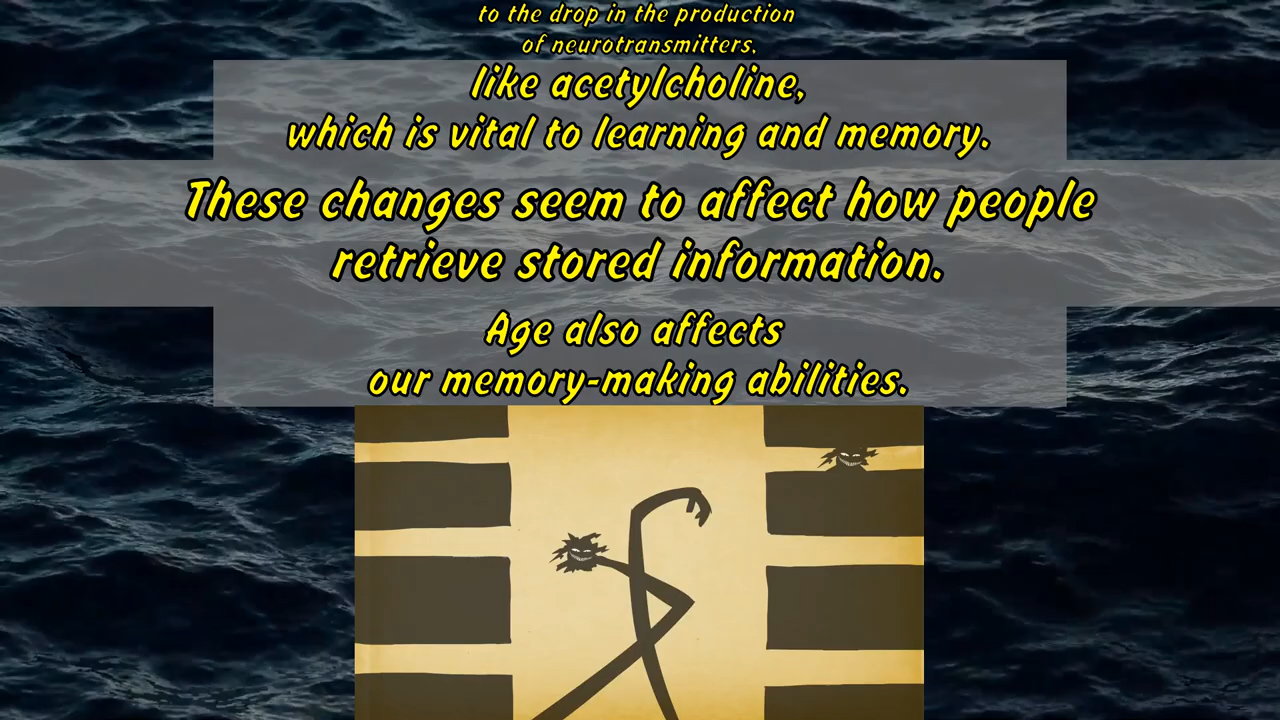 to the drop in the production
of neurotransmitters,
like acetylcholine,
which is vital to learning and memory.
These changes seem to affect how people
retrieve stored information.
Age also affects
our memory-making abilities.